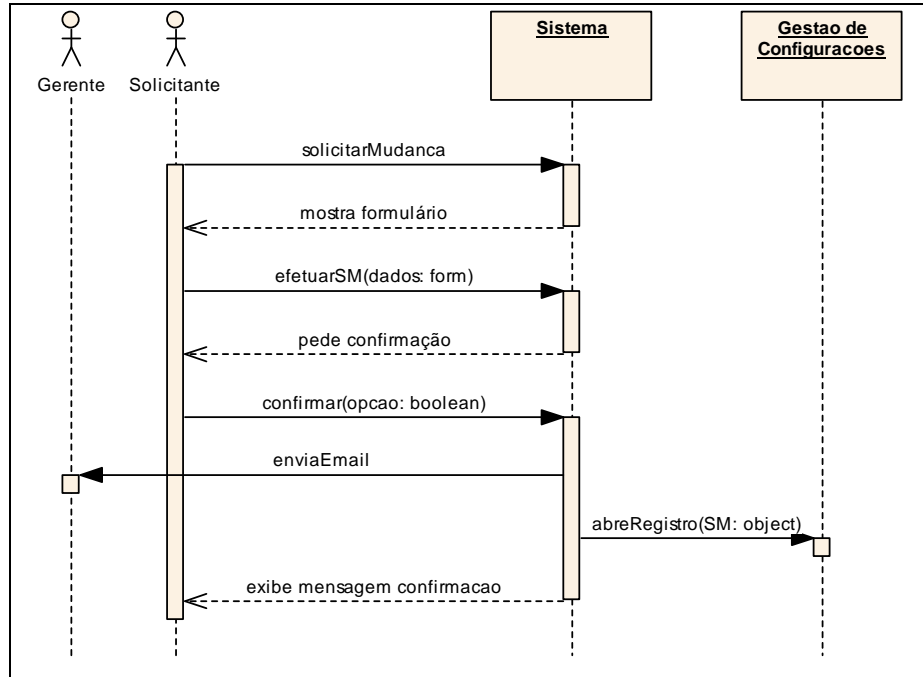 Sistema
Gestao de
Configuracoes
Gerente
Solicitante
solicitarMudanca
mostra formulário
efetuarSM(dados: form)
pede confirmação
confirmar(opcao: boolean)
enviaEmail
abreRegistro(SM: object)
exibe mensagem confirmacao